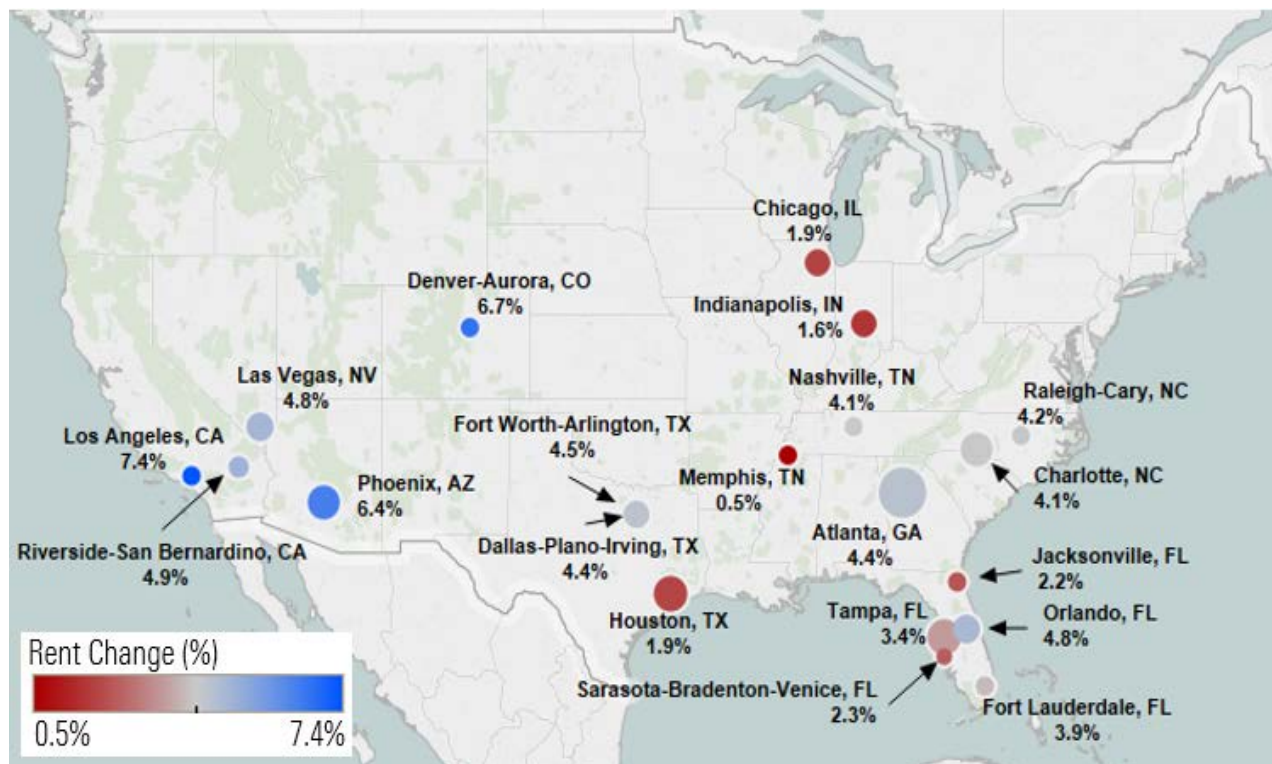 Chicago, IL
1.9%
Denver-Aurora, CO
6.7%
Indianapolis, IN
1.6%
Las Vegas, NV
4.8%
Nashville, TN
4.1%
Raleigh-Cary, NC
4.2%
Fort Worth-Arlington, TX
4.5%
Los Angeles, CA
7.4%
Phoenix, AZ
6.4%
Memphis, TN
0.5%
Charlotte, NC
4.1%
Riverside-San Bernardino, CA
4.9%
Dallas-Plano-Irving, TX
4.4%
Atlanta, GA
4.4%
Jacksonville, FL
2.2%
Houston, TX
1.9%
Tampa, FL
3.4%
Orlando, FL
4.8%
Sarasota-Bradenton-Venice, FL
2.3%
Fort Lauderdale, FL
3.9%
Rent Change (%)
0.5% 7.4%